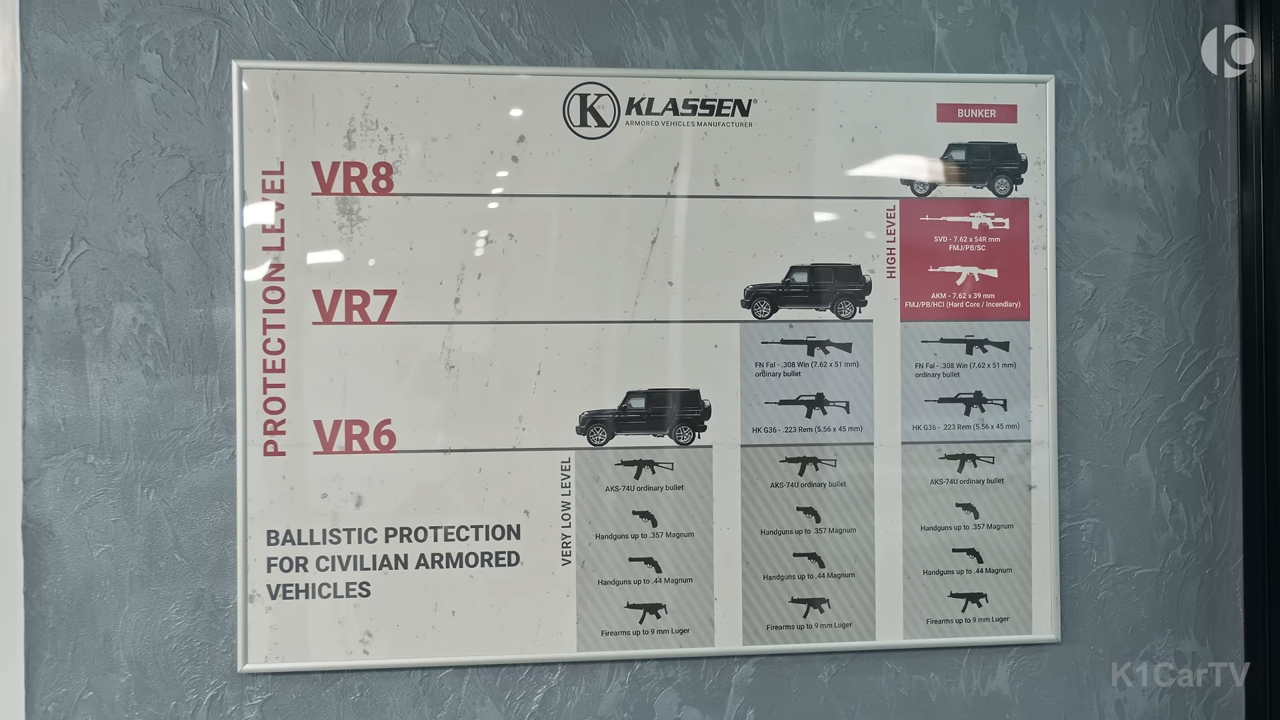 K
KLASSEN®
ARMORED VEHICLES MANUFACTURER
BUNKER
PROTECTION LEVEL
VR8
HIGH LEVEL
SVD - 7.62 x 54R mm
FMJ/PB/SC
AKM - 7.62 x 39 mm
FMJ/PB/HCI (Hard Core / Incendiary)
VR7
FN Fal - .308 Win (7.62 x 51 mm)
ordinary bullet
HK G36 - .223 Rem (5.56 x 45 mm)
FN Fal - .308 Win (7.62 x 51 mm)
ordinary bullet
HK G36 - .223 Rem (5.56 x 45 mm)
VR6
VERY LOW LEVEL
AKS-74U ordinary bullet
Handguns up to .357 Magnum
Handguns up to .44 Magnum
Firearms up to 9 mm Luger
AKS-74U ordinary bullet
Handguns up to .357 Magnum
Handguns up to .44 Magnum
Firearms up to 9 mm Luger
AKS-74U ordinary bullet
Handguns up to .357 Magnum
Handguns up to .44 Magnum
Firearms up to 9 mm Luger
BALLISTIC PROTECTION
FOR CIVILIAN ARMORED
VEHICLES
K1CarTV